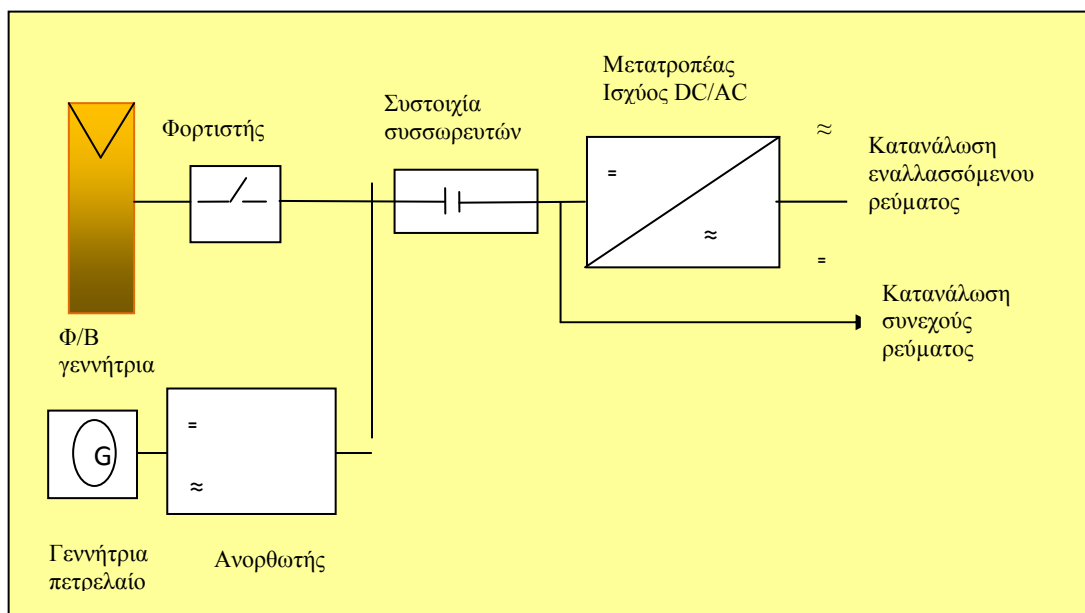 Μετατροπέας
Ισχύος DC/AC
Συστοιχία
συσσωρευτών
Φορτιστής
≈
Κατανάλωση
εναλλασσόμενου
ρεύματος
=
≈
=
Κατανάλωση
συνεχούς
ρεύματος
Φ/Β
γεννήτρια
=
G
≈
Γεννήτρια
πετρελαίο
Ανορθωτής